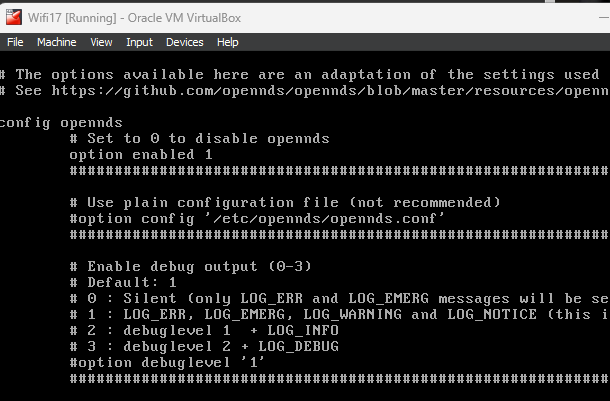 Wifi17 [Running] - Oracle VM VirtualBox
File Machine View Input Devices Help
# The options available here are an adaptation of the settings used
# See https://github.com/opennds/opennds/blob/master/resources/openn
config opennds
# Set to 0 to disable opennds
option enabled 1
###################################################################
# Use plain configuration file (not recommended)
#option config '/etc/opennds/opennds.conf'
###################################################################
# Enable debug output (0-3)
# Default: 1
# 0 : Silent (only LOG_ERR and LOG_EMERG messages will be se
# 1 : LOG_ERR, LOG_EMERG, LOG_WARNING and LOG_NOTICE (this i
# 2 : debuglevel 1  + LOG_INFO
# 3 : debuglevel 2 + LOG_DEBUG
#option debuglevel '1'
###################################################################